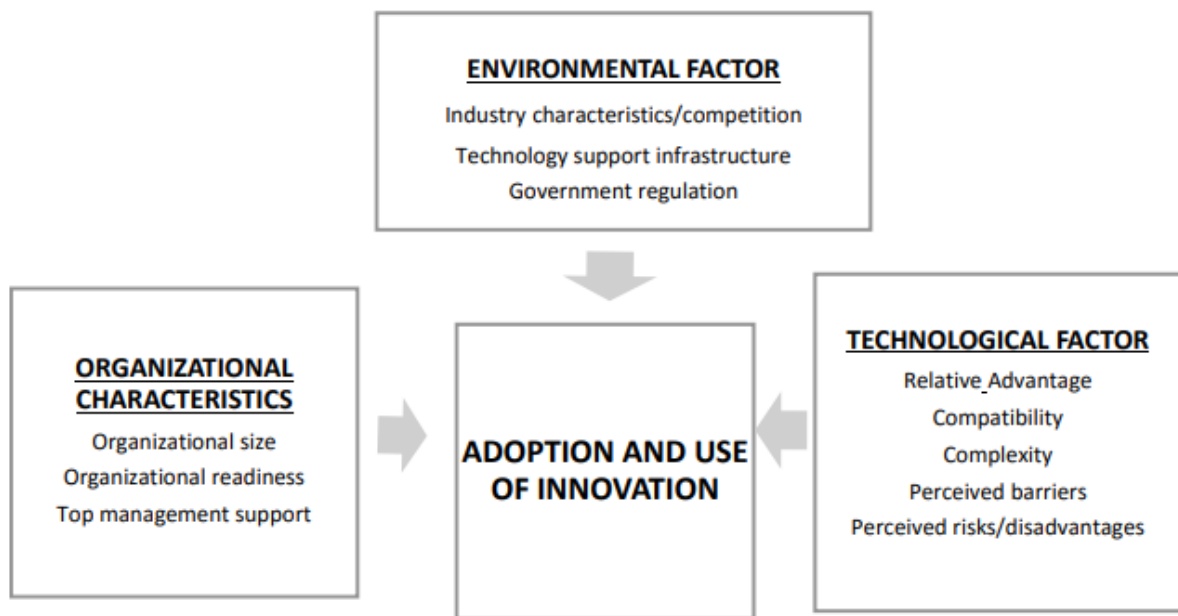 ENVIRONMENTAL FACTOR
Industry characteristics/competition
Technology support infrastructure
Government regulation
ORGANIZATIONAL
CHARACTERISTICS
Organizational size
Organizational readiness
Top management support
ADOPTION AND USE
OF INNOVATION
TECHNOLOGICAL FACTOR
Relative Advantage
Compatibility
Complexity
Perceived barriers
Perceived risks/disadvantages